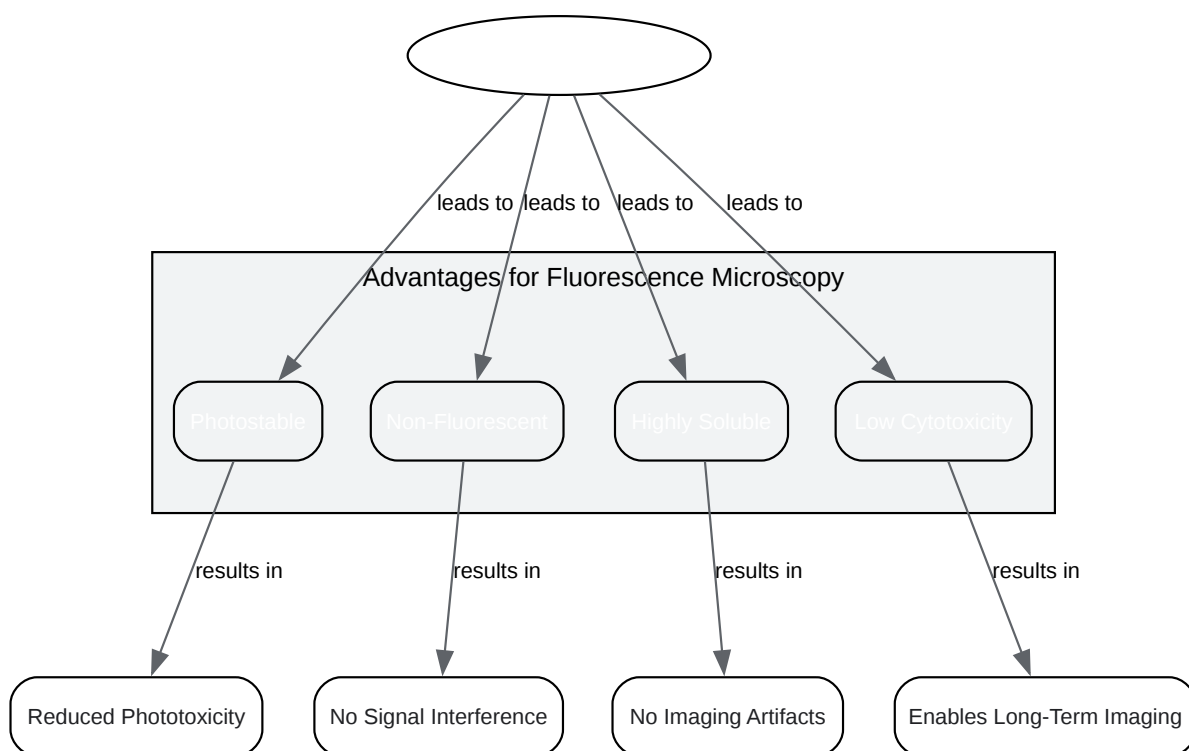 leads to leads to leads to leads to
Advantages for Fluorescence Microscopy
Photostable Non-Fluorescent Highly Soluble Low Cytotoxicity
results in results in results in results in
Reduced Phototoxicity No Signal Interference No Imaging Artifacts Enables Long-Term Imaging